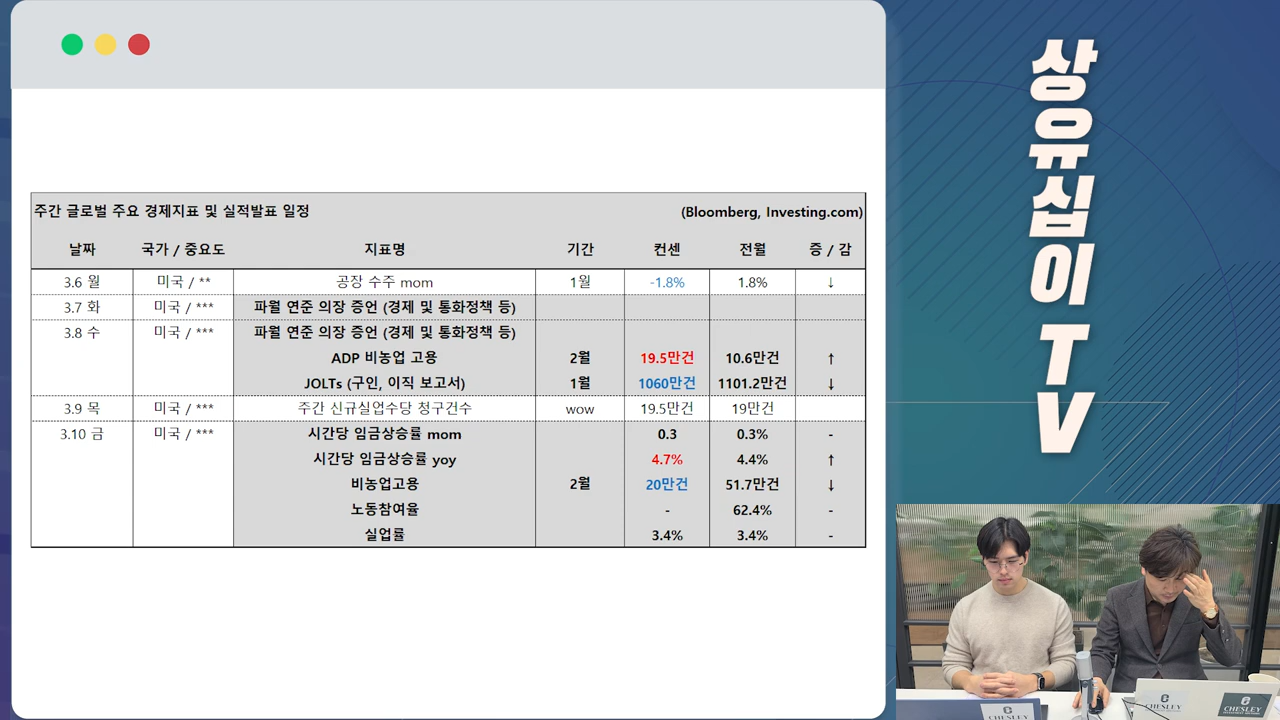 주간 글로벌 주요 경제지표 및 실적발표 일정 (Bloomberg, Investing.com)
날짜 국가 / 중요도 지표명 기간 컨센 전월 증 / 감
3.6 월 미국 / ** 공장 수주 mom 1월 -1.8% 1.8% ↓
3.7 화 미국 / *** 파월 연준 의장 증언 (경제 및 통화정책 등)
3.8 수 미국 / *** 파월 연준 의장 증언 (경제 및 통화정책 등)
ADP 비농업 고용 2월 19.5만건 10.6만건 ↑
JOLTs (구인, 이직 보고서) 1월 1060만건 1101.2만건 ↓
3.9 목 미국 / *** 주간 신규실업수당 청구건수 wow 19.5만건 19만건
3.10 금 미국 / *** 시간당 임금상승률 mom 0.3 0.3% -
시간당 임금상승률 yoy 4.7% 4.4% ↑
비농업고용 2월 20만건 51.7만건 ↓
노동참여율 - 62.4% -
실업률 3.4% 3.4% -
상유십이 TV
CHESLEY
CHESLEY
CHESLEY